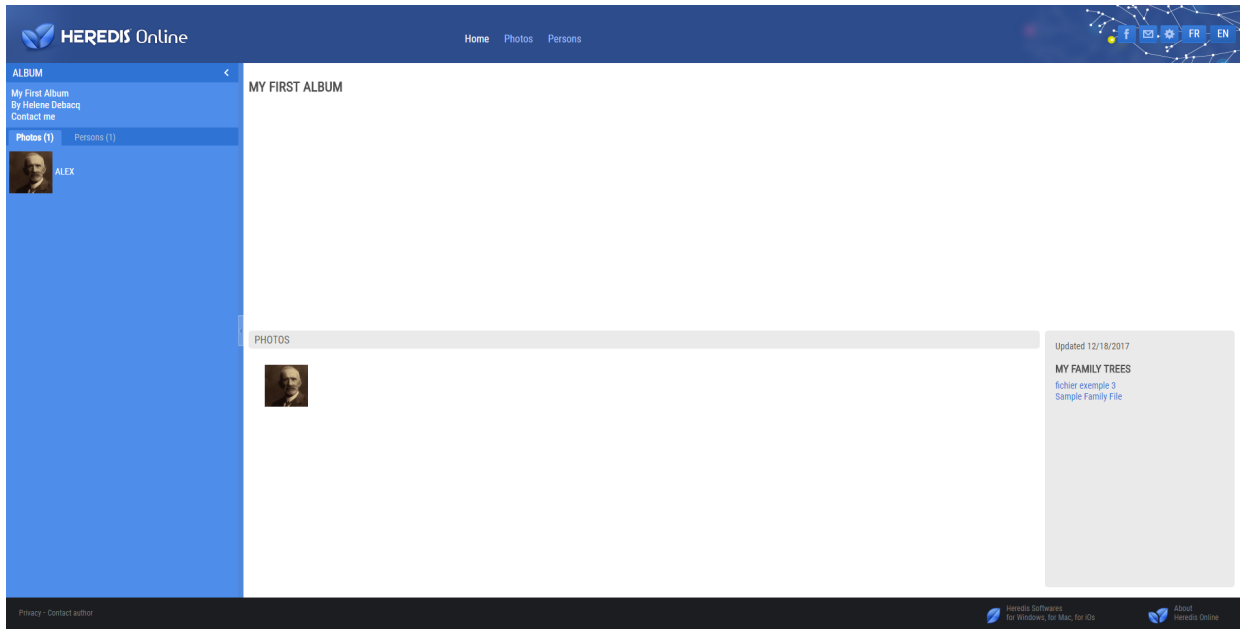 HEREDIS Online
Home Photos Persons
f FR EN
ALBUM
My First Album
By Helene Debacq
Contact me
Photos (1) Persons (1)
ALEX
MY FIRST ALBUM
PHOTOS
Updated 12/18/2017
MY FAMILY TREES
fichier exemple 3
Sample Family File
Privacy - Contact author
Heredis Softwares
for Windows, for Mac, for iOs
About
Heredis Online